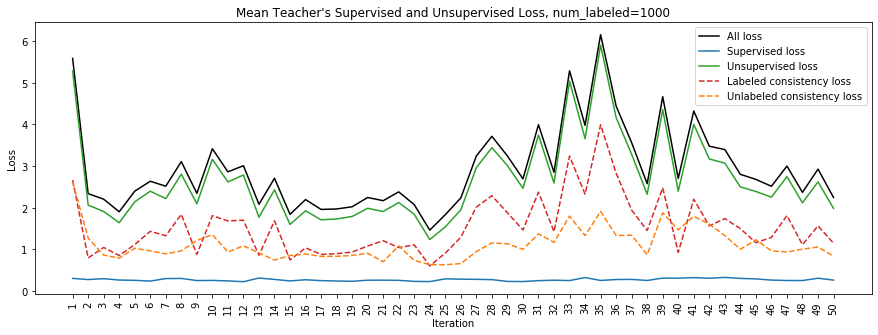 Mean Teacher's Supervised and Unsupervised Loss, num_labeled=1000
All loss
Supervised loss
Unsupervised loss
Labeled consistency loss
Unlabeled consistency loss
Loss
6
5
4
3
2
1
0
1 2 3 4 5 6 7 8 9 10 11 12 13 14 15 16 17 18 19 20 21 22 23 24 25 26 27 28 29 30 31 32 33 34 35 36 37 38 39 40 41 42 43 44 45 46 47 48 49 50
Iteration